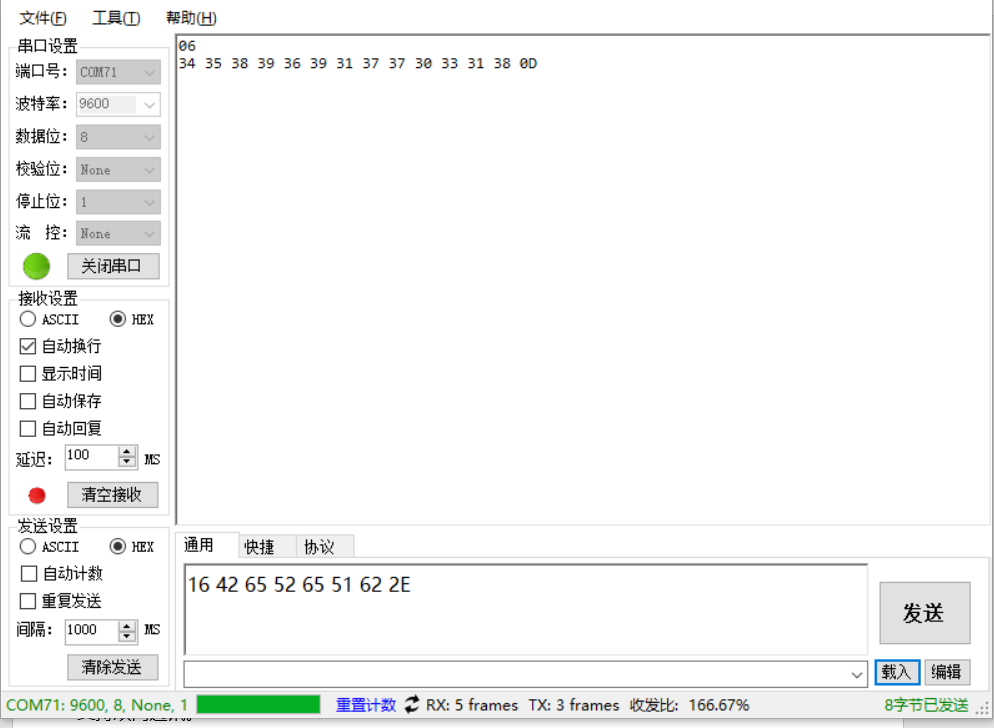 文件(F) 工具(T) 帮助(H)
串口设置
端口号: COM71
波特率: 9600
数据位: 8
校验位: None
停止位: 1
流 控: None
关闭串口
接收设置
ASCII HEX
自动换行
显示时间
自动保存
自动回复
延迟: 100 MS
清空接收
发送设置
ASCII HEX
自动计数
重复发送
间隔: 1000 MS
清除发送
06
34 35 38 39 36 39 31 37 37 30 33 31 38 0D
通用 快捷 协议
16 42 65 52 65 51 62 2E
发送
载入 编辑
COM71: 9600, 8, None, 1 重置计数 RX: 5 frames TX: 3 frames 收发比: 166.67% 8字节已发送